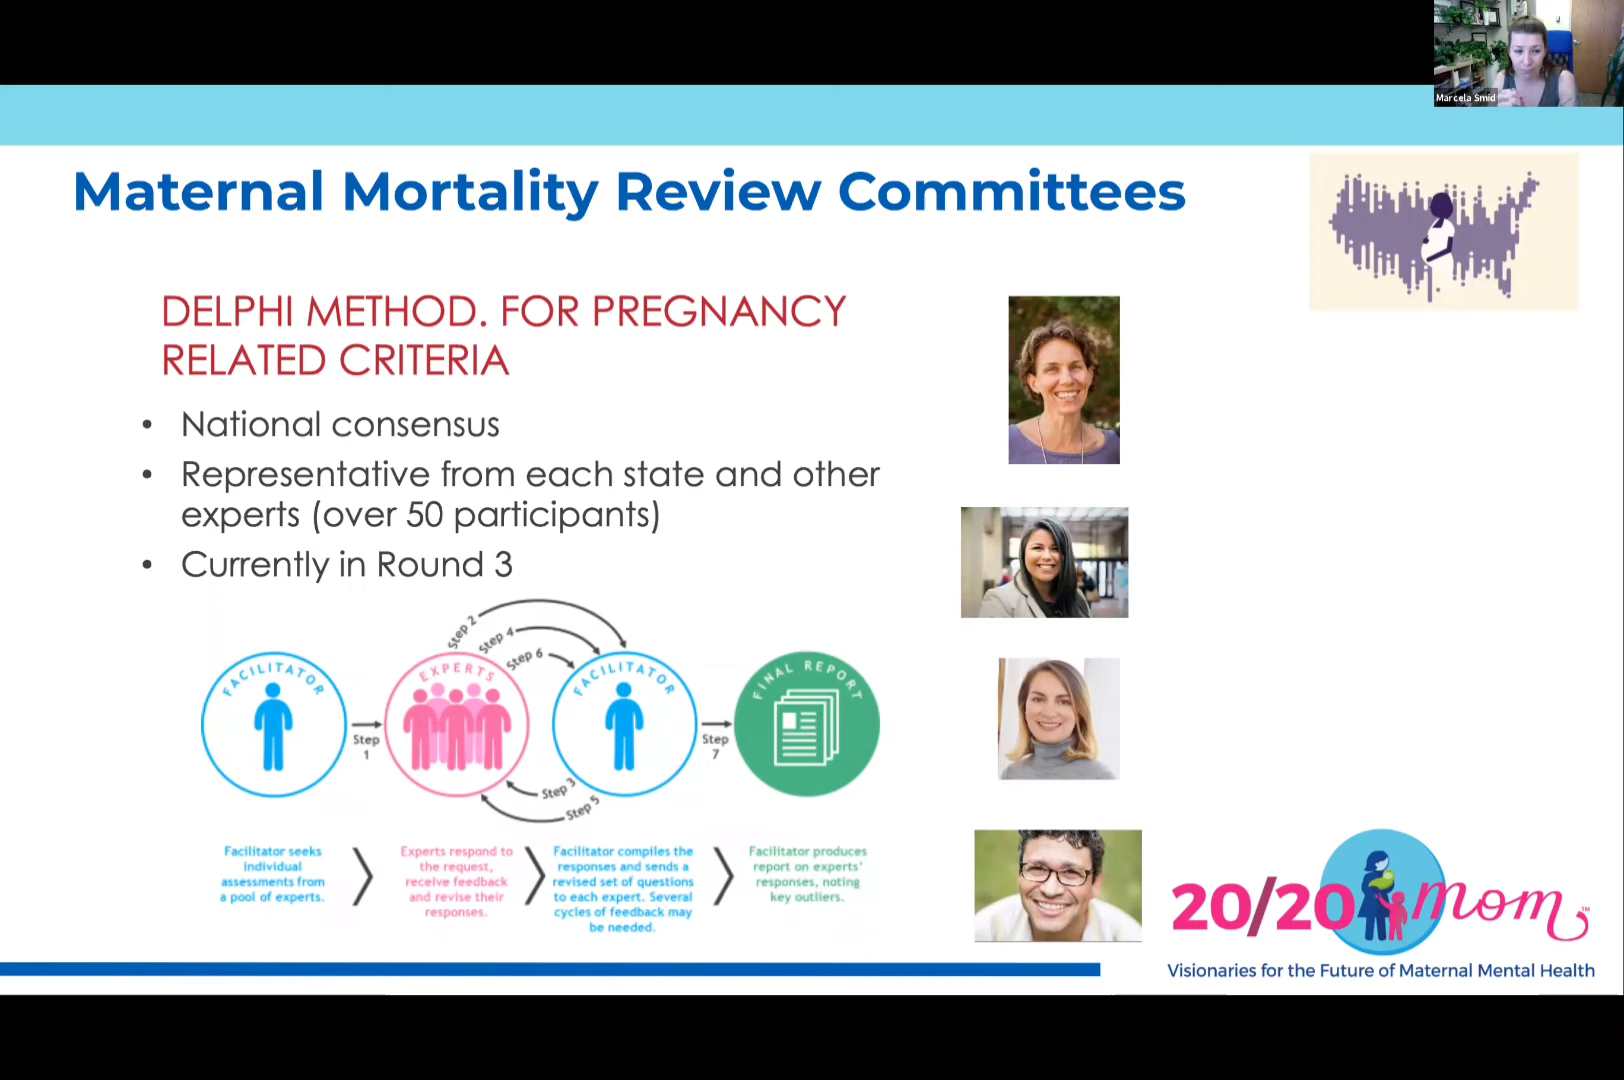 Marcela Smid
Maternal Mortality Review Committees
DELPHI METHOD. FOR PREGNANCY
RELATED CRITERIA
• National consensus
• Representative from each state and other
experts (over 50 participants)
• Currently in Round 3
FACILITATOR
Step
1
EXPERTS
Step 2
Step 4
Step 6
Step 3
Step 5
FACILITATOR
Step
7
FINAL REPORT
Facilitator seeks
individual
assessments from
a pool of experts.
Experts respond to
the request,
receive feedback
and revise their
responses.
Facilitator compiles the
responses and sends a
revised set of questions
to each expert. Several
cycles of feedback may
be needed.
Facilitator produces
report on experts'
responses, noting
key outliers.
20/20 mom™
Visionaries for the Future of Maternal Mental Health